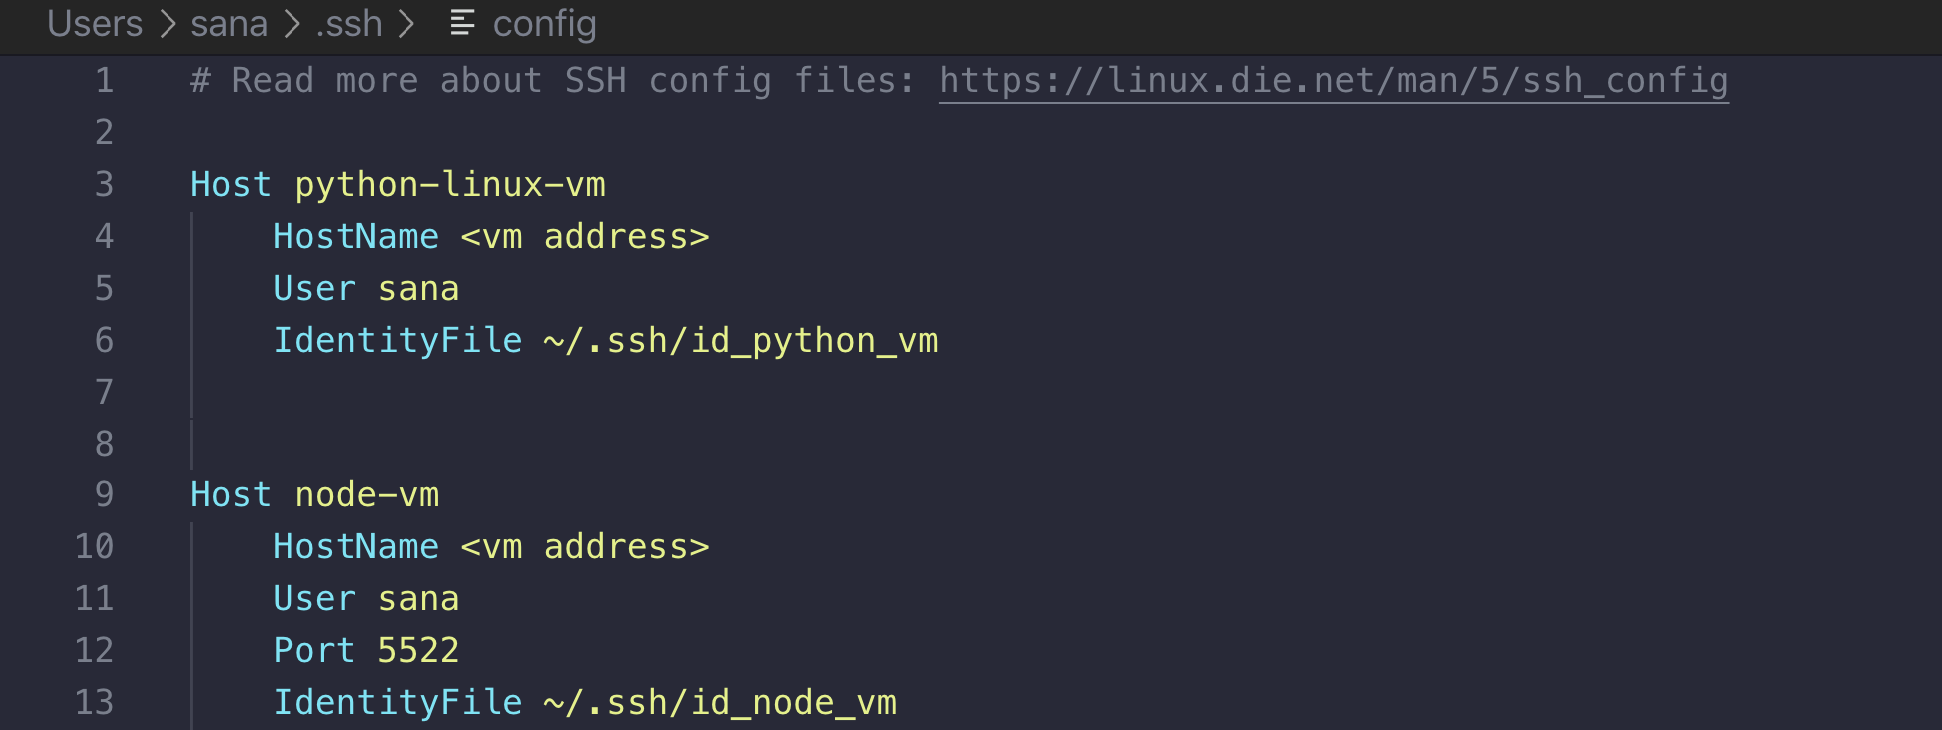 Users > sana > .ssh > config
1 # Read more about SSH config files: https://linux.die.net/man/5/ssh_config
2
3 Host python-linux-vm
4 HostName <vm address>
5 User sana
6 IdentityFile ~/.ssh/id_python_vm
7
8
9 Host node-vm
10 HostName <vm address>
11 User sana
12 Port 5522
13 IdentityFile ~/.ssh/id_node_vm